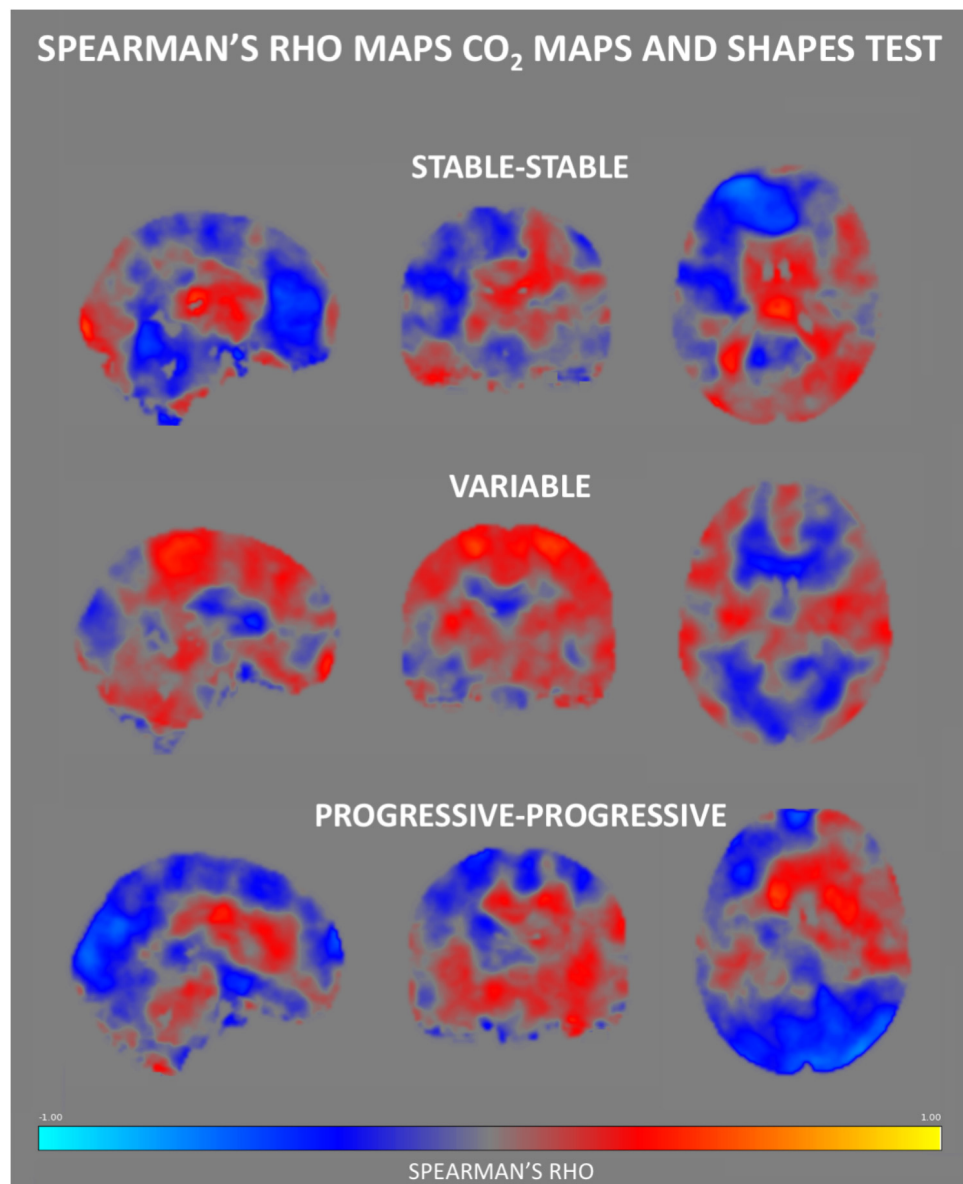 SPEARMAN’S RHO MAPS CO₂ MAPS AND SHAPES TEST
STABLE-STABLE
VARIABLE
PROGRESSIVE-PROGRESSIVE
-1.00 1.00
SPEARMAN’S RHO